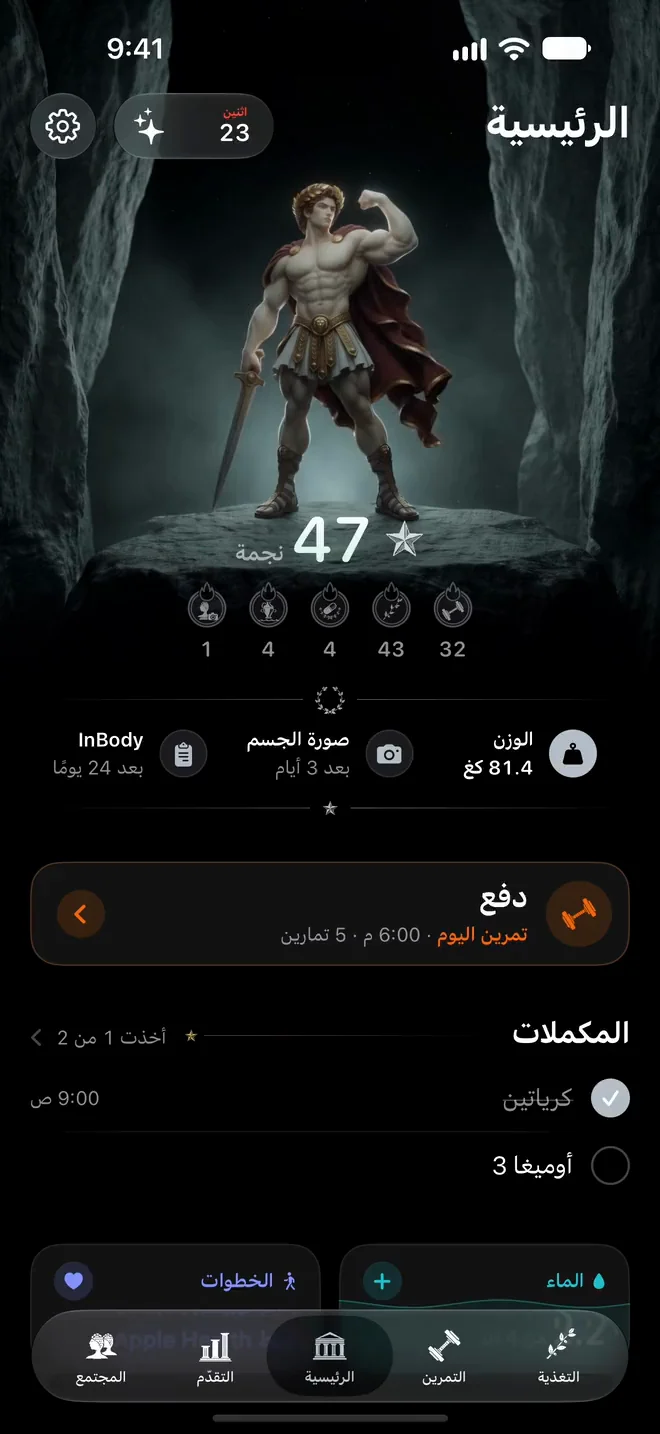 9:41
الرئيسية
اثنين
23
47 نجمة
32
43
4
4
1
الوزن
81.4 كغ
صورة الجسم
بعد 3 أيام
InBody
بعد 24 يومًا
دفع
تمرين اليوم · 6:00 م · 5 تمارين
المكملات
أخذت 1 من 2
كرياتين
9:00 ص
أوميغا 3
الماء
الخطوات
Apple Health
التغذية
التمرين
الرئيسية
التقدّم
المجتمع